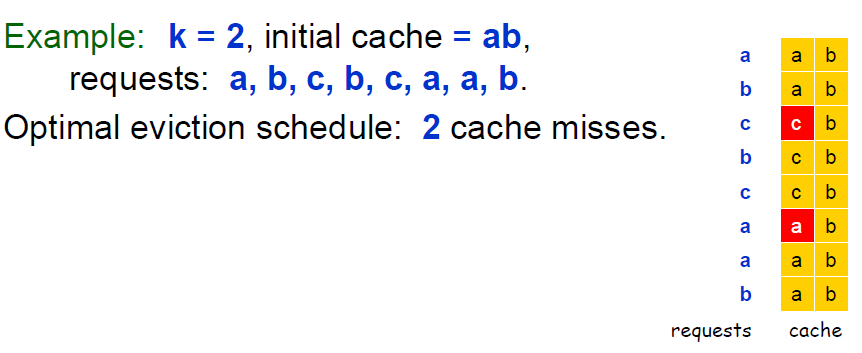 Example: k = 2, initial cache = ab,
requests: a, b, c, b, c, a, a, b.
Optimal eviction schedule: 2 cache misses.
a a b
b a b
c c b
b c b
c c b
a a b
a a b
b a b
requests cache